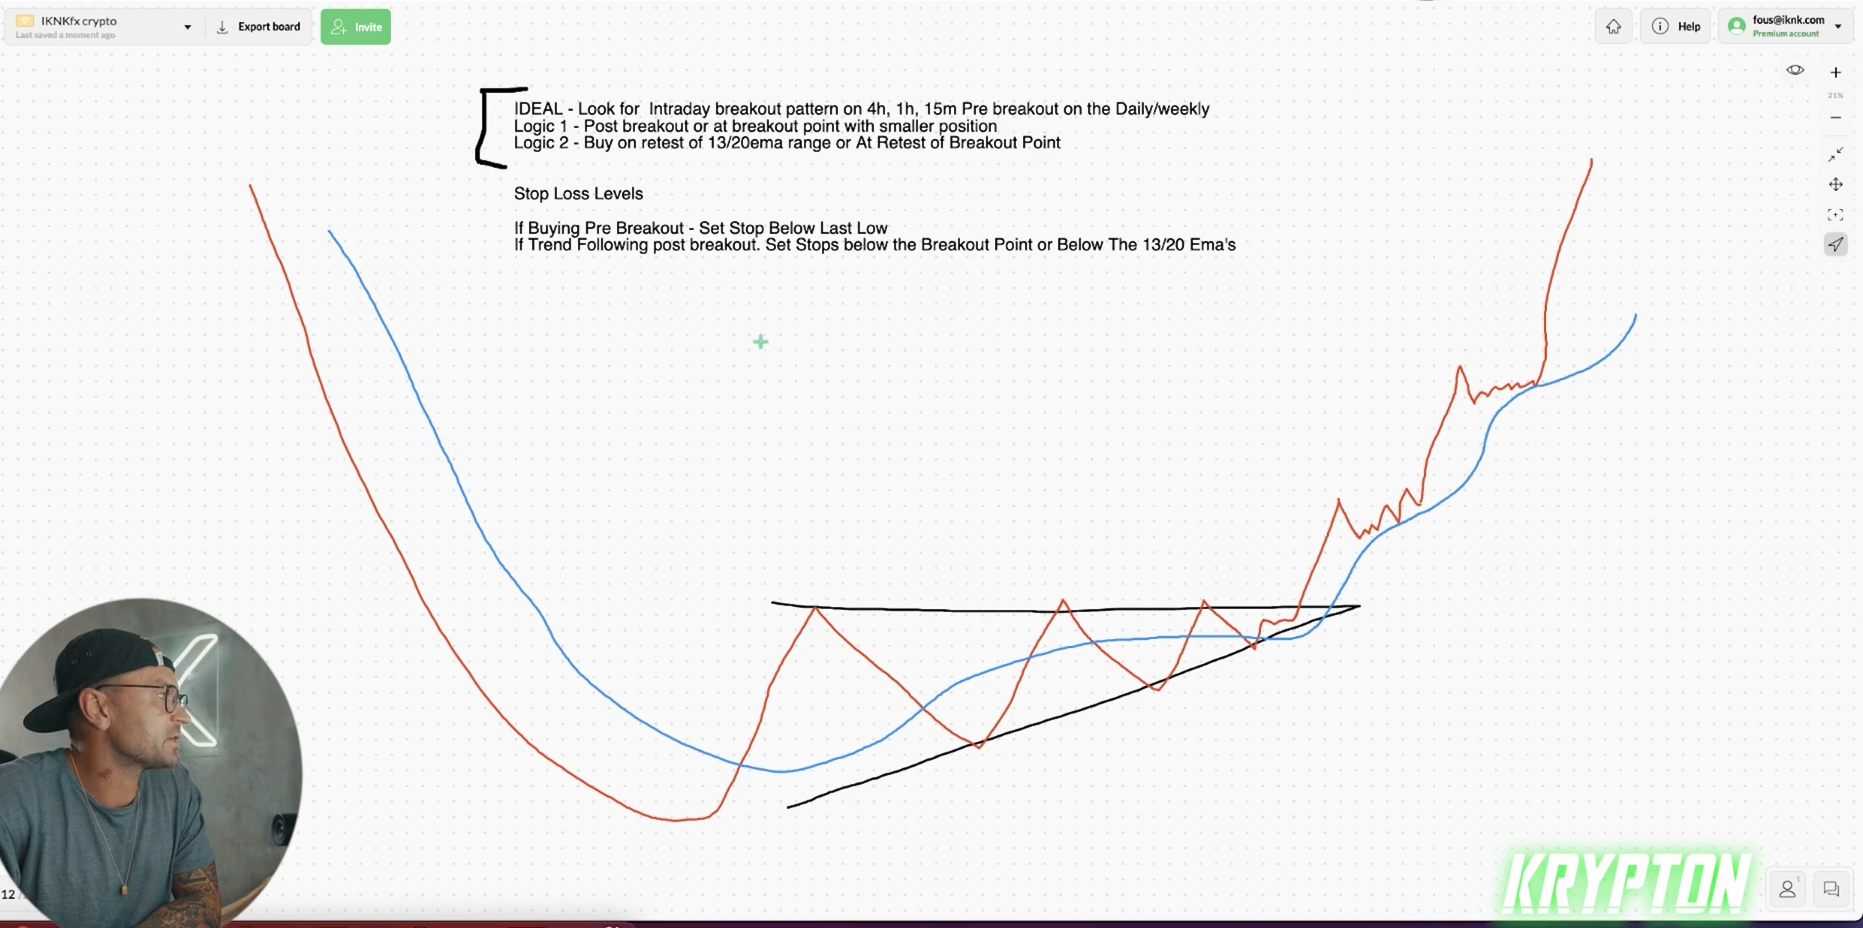 IKNKfx crypto
Last saved a moment ago
Export board
Invite
Help
fous@iknk.com
Premium account
21%
IDEAL - Look for  Intraday breakout pattern on 4h, 1h, 15m Pre breakout on the Daily/weekly
Logic 1 - Post breakout or at breakout point with smaller position
Logic 2 - Buy on retest of 13/20ema range or At Retest of Breakout Point
Stop Loss Levels
If Buying Pre Breakout - Set Stop Below Last Low
If Trend Following post breakout. Set Stops below the Breakout Point or Below The 13/20 Ema's
12
KRYPTON
1